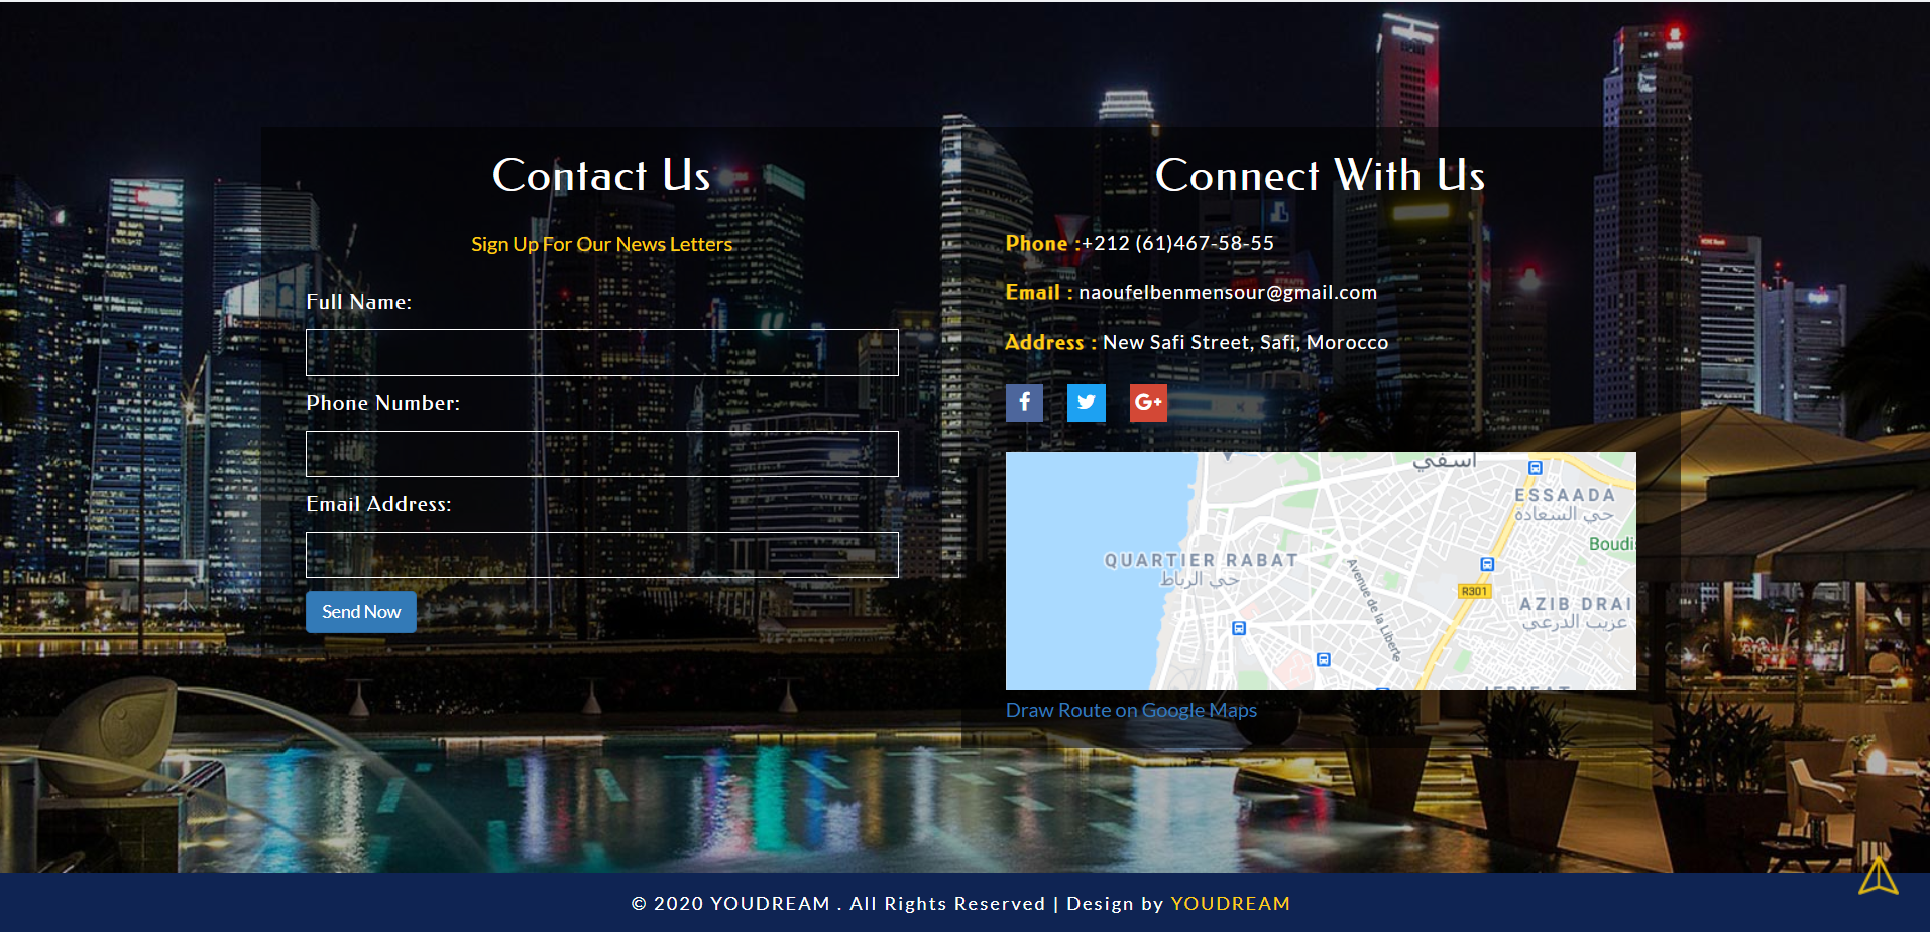 Contact Us
Sign Up For Our News Letters
Full Name:
Phone Number:
Email Address:
Send Now
Connect With Us
Phone :+212 (61)467-58-55
Email : naoufelbenmensour@gmail.com
Address : New Safi Street, Safi, Morocco
f
G+
اسفي
ESSAADA
حي السعادة
Boudi
QUARTIER RABAT
حي الرباط
Avenue de la Liberte
R301
AZIB DRAI
عزيب الدرعي
Draw Route on Google Maps
© 2020 YOUDREAM . All Rights Reserved | Design by YOUDREAM